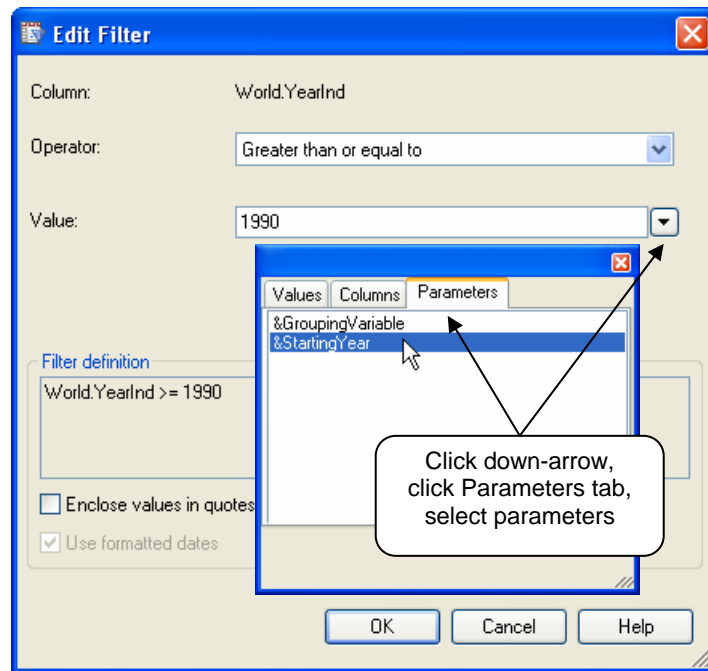 Edit Filter
Column: World.YearInd
Operator: Greater than or equal to
Value: 1990
Values Columns Parameters
&GroupingVariable
&StartingYear
Filter definition
World.YearInd >= 1990
Click down-arrow,
click Parameters tab,
select parameters
Enclose values in quotes
Use formatted dates
OK Cancel Help